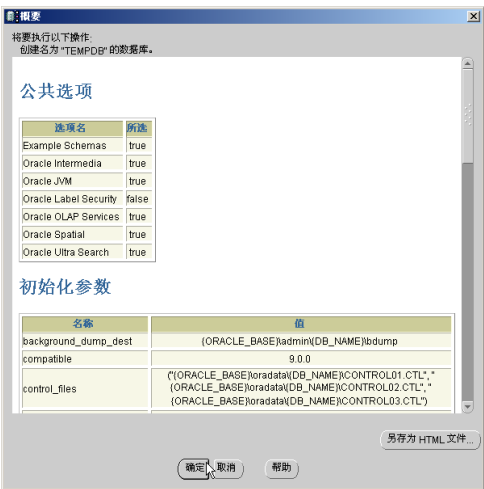 概要
将要执行以下操作:
创建名为 "TEMPDB" 的数据库。
公共选项
选项名 所选
Example Schemas true
Oracle Intermedia true
Oracle JVM true
Oracle Label Security false
Oracle OLAP Services true
Oracle Spatial true
Oracle Ultra Search true
初始化参数
名称 值
background_dump_dest {ORACLE_BASE}\admin\{DB_NAME}\bdump
compatible 9.0.0
control_files ("{ORACLE_BASE}\oradata\{DB_NAME}\CONTROL01.CTL", "
{ORACLE_BASE}\oradata\{DB_NAME}\CONTROL02.CTL", "
{ORACLE_BASE}\oradata\{DB_NAME}\CONTROL03.CTL")
另存为 HTML 文件...
确定 取消 帮助